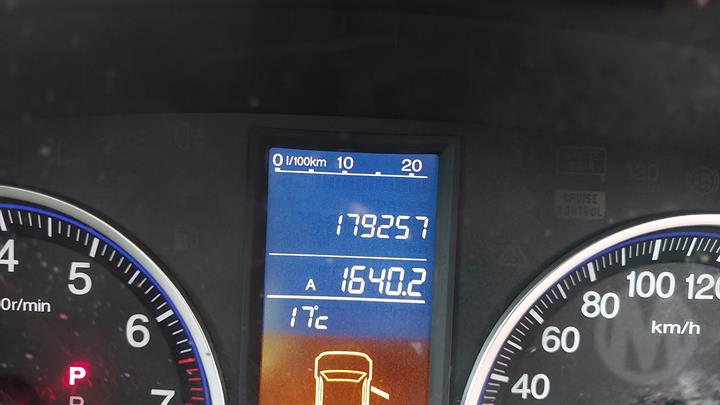 0 l/100km 10 20
179257
A 1640.2
17°c
4 5 6 7
00r/min
P
R
CRUISE
CONTROL
120
40 60 80 100 120
km/h
M